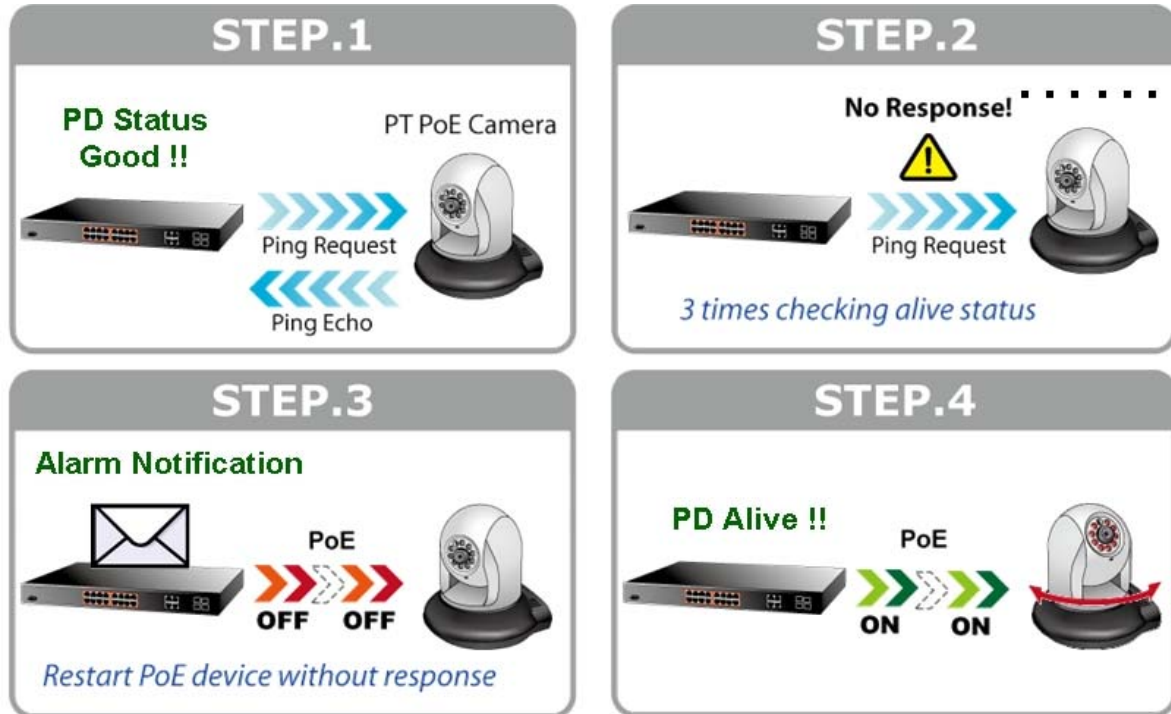 STEP.1
PD Status
Good !!
PT PoE Camera
Ping Request
Ping Echo
STEP.2
No Response! ......
Ping Request
3 times checking alive status
STEP.3
Alarm Notification
PoE
OFF OFF
Restart PoE device without response
STEP.4
PD Alive !!
PoE
ON ON